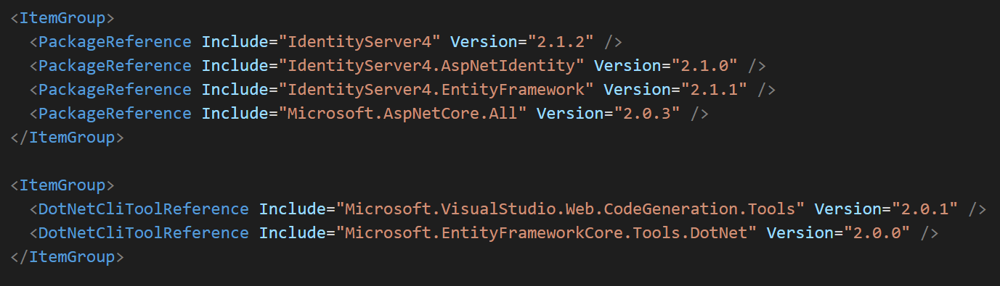 <ItemGroup>
<PackageReference Include="IdentityServer4" Version="2.1.2" />
<PackageReference Include="IdentityServer4.AspNetIdentity" Version="2.1.0" />
<PackageReference Include="IdentityServer4.EntityFramework" Version="2.1.1" />
<PackageReference Include="Microsoft.AspNetCore.All" Version="2.0.3" />
</ItemGroup>
<ItemGroup>
<DotNetCliToolReference Include="Microsoft.VisualStudio.Web.CodeGeneration.Tools" Version="2.0.1" />
<DotNetCliToolReference Include="Microsoft.EntityFrameworkCore.Tools.DotNet" Version="2.0.0" />
</ItemGroup>